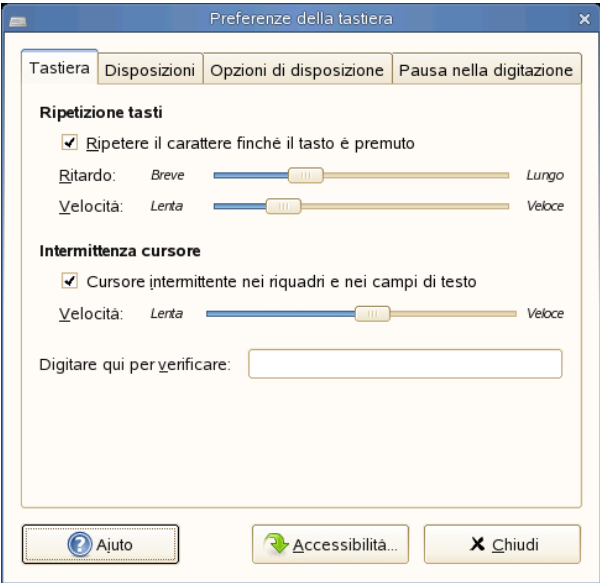 Preferenze della tastiera
Tastiera Disposizioni Opzioni di disposizione Pausa nella digitazione
Ripetizione tasti
Ripetere il carattere finché il tasto è premuto
Ritardo: Breve Lungo
Velocità: Lenta Veloce
Intermittenza cursore
Cursore intermittente nei riquadri e nei campi di testo
Velocità: Lenta Veloce
Digitare qui per verificare:
Aiuto Accessibilità... Chiudi